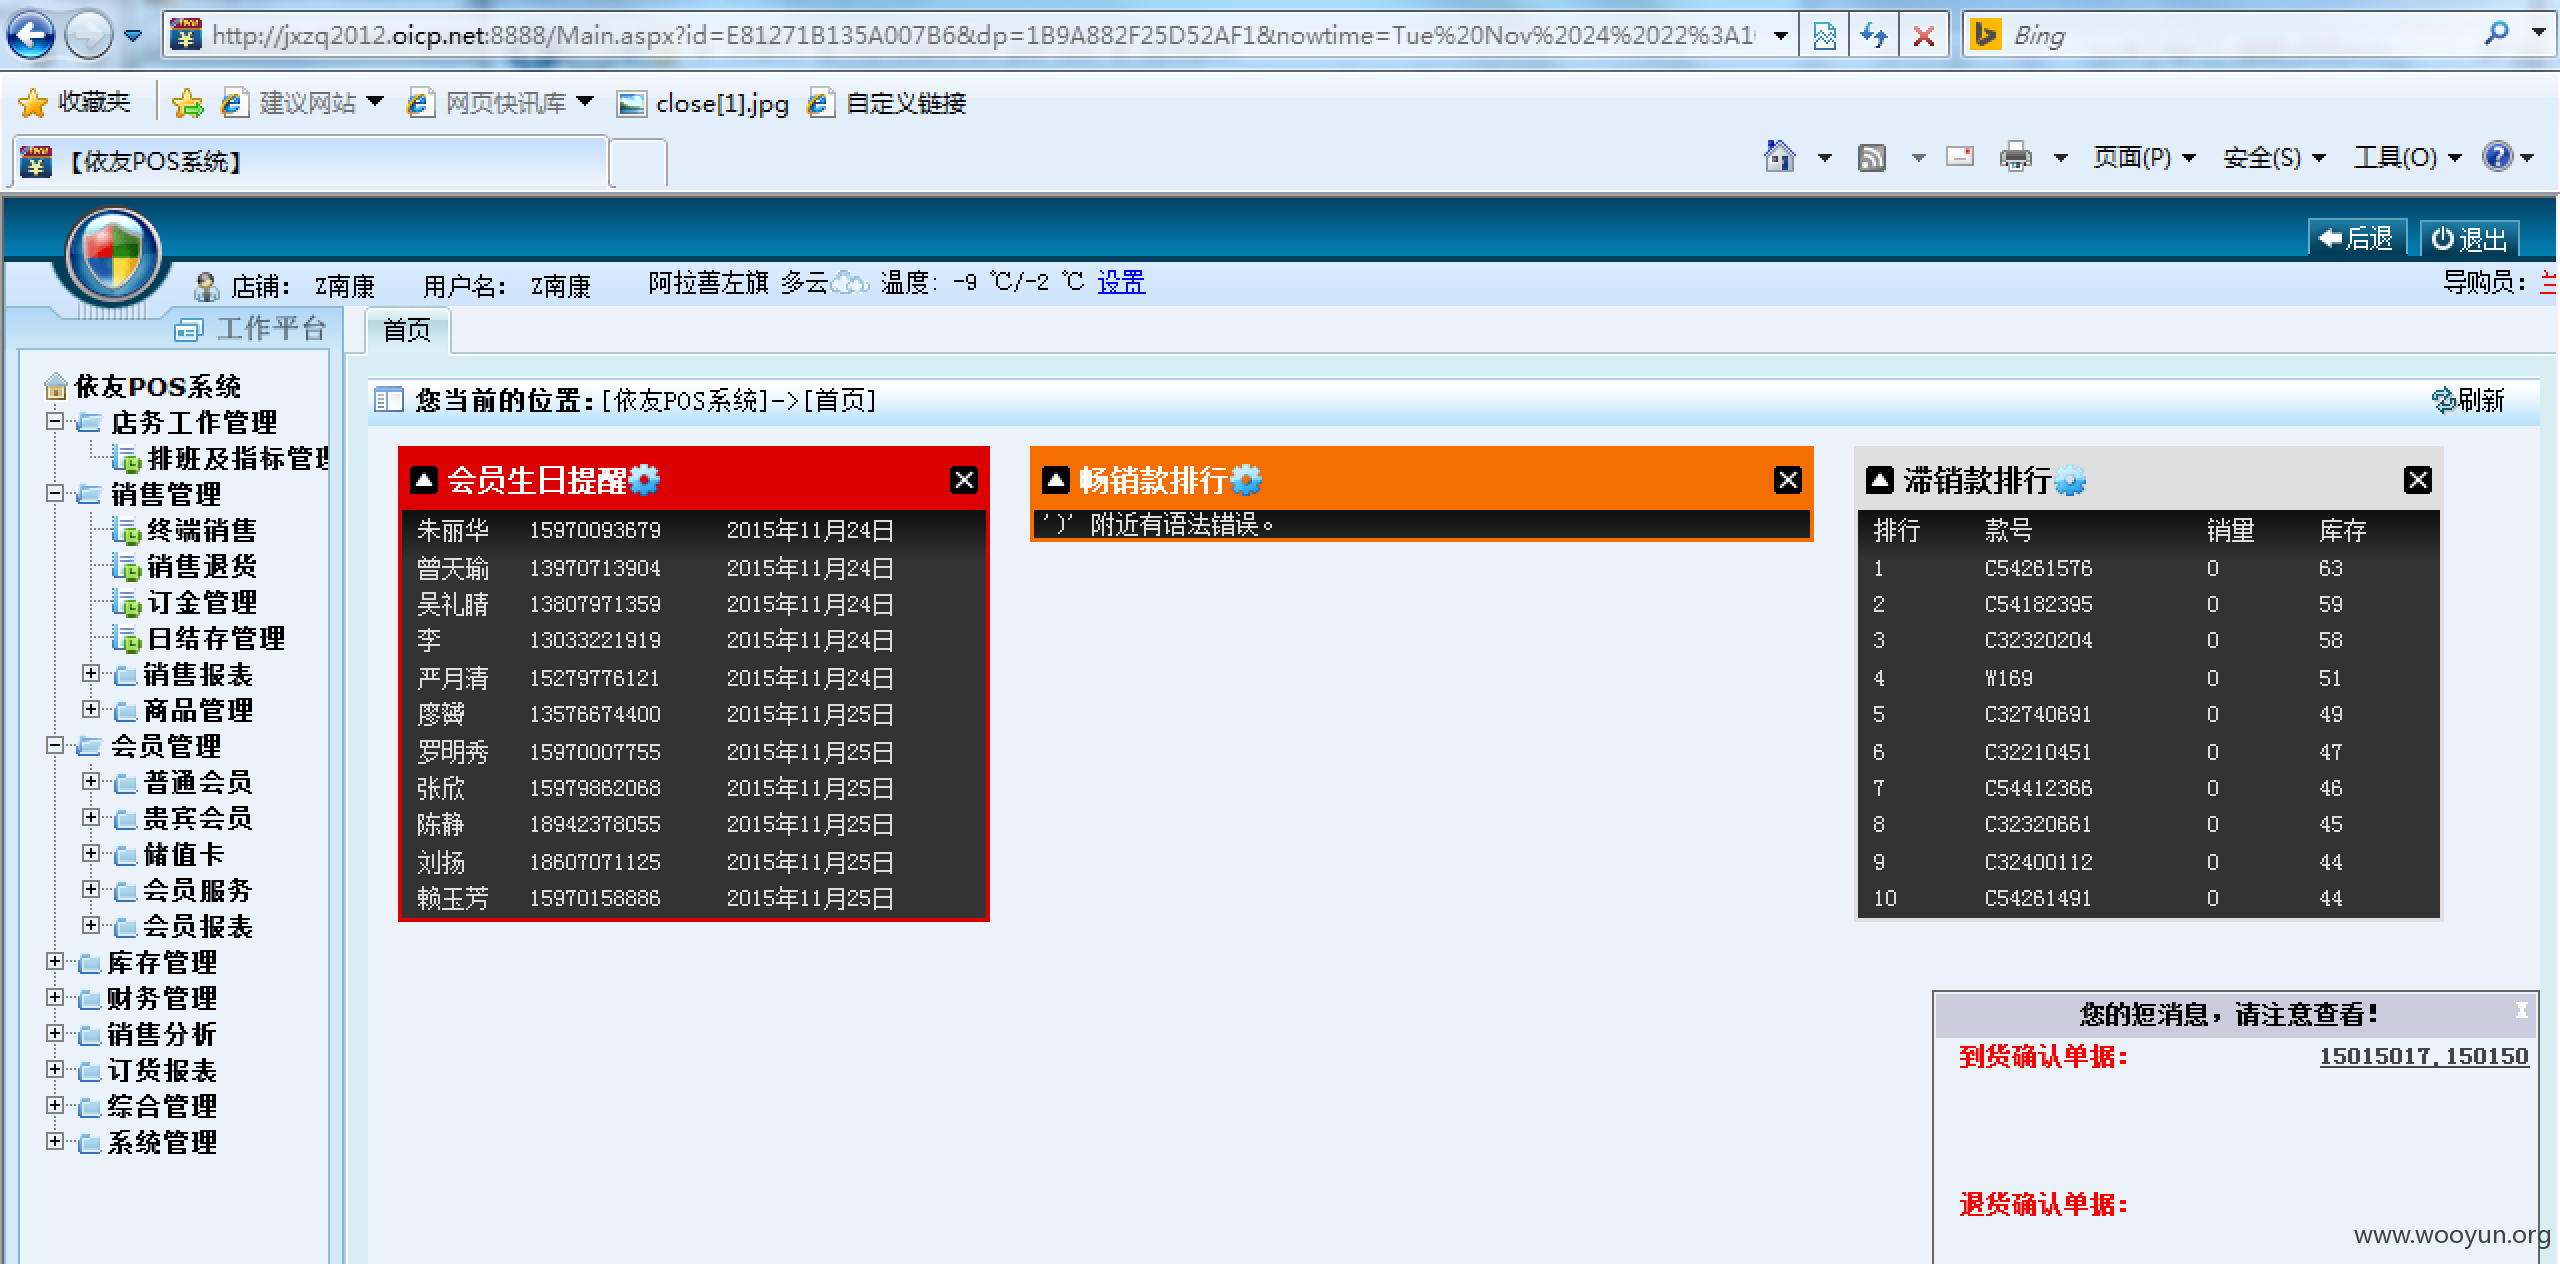 http://jxzq2012.oicp.net:8888/Main.aspx?id=E81271B135A007B6&dp=1B9A882F25D52AF1&nowtime=Tue%20Nov%2024%2022%3A1
Bing
收藏夹
建议网站
网页快讯库
close[1].jpg
自定义链接
【依友POS系统】
页面(P)
安全(S)
工具(O)
后退
退出
店铺： Z南康 用户名： Z南康
阿拉善左旗 多云 温度: -9 ℃/-2 ℃ 设置
导购员：
工作平台
首页
依友POS系统
店务工作管理
排班及指标管理
销售管理
终端销售
销售退货
订金管理
日结存管理
销售报表
商品管理
会员管理
普通会员
贵宾会员
储值卡
会员服务
会员报表
库存管理
财务管理
销售分析
订货报表
综合管理
系统管理
您当前的位置:[依友POS系统]->[首页]
刷新
会员生日提醒
朱丽华 15970093679 2015年11月24日
曾天瑜 13970713904 2015年11月24日
吴礼睛 13807971359 2015年11月24日
李 13033221919 2015年11月24日
严月清 15279776121 2015年11月24日
廖 13576674400 2015年11月25日
罗明秀 15970007755 2015年11月25日
张欣 15979862068 2015年11月25日
陈静 18942378055 2015年11月25日
刘扬 18607071125 2015年11月25日
赖玉芳 15970158886 2015年11月25日
畅销款排行
')' 附近有语法错误。
滞销款排行
排行 款号 销量 库存
1 C54261576 0 63
2 C54182395 0 59
3 C32320204 0 58
4 W169 0 51
5 C32740691 0 49
6 C32210451 0 47
7 C54412366 0 46
8 C32320661 0 45
9 C32400112 0 44
10 C54261491 0 44
您的短消息，请注意查看!
X
到货确认单据:
15015017,150150
退货确认单据:
www.wooyun.org